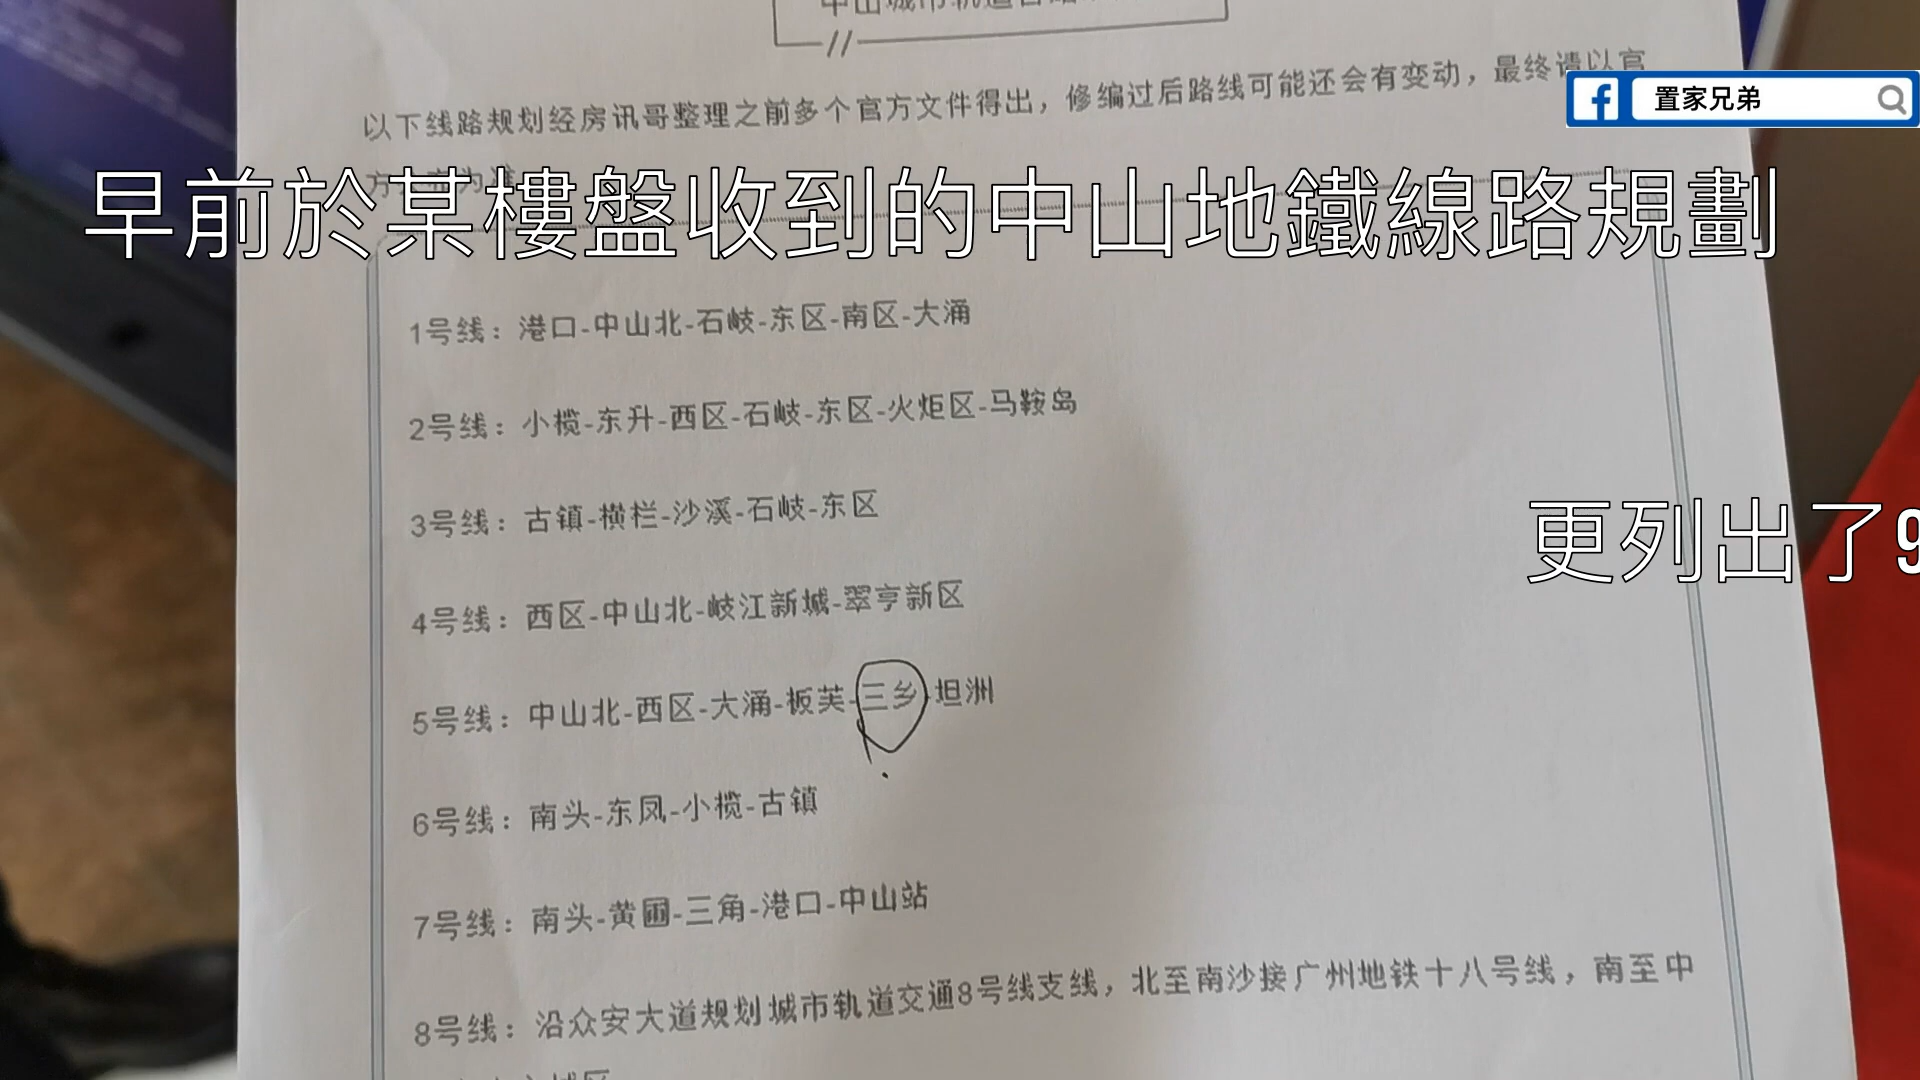 中山城市轨道
以下线路规划经房讯哥整理之前多个官方文件得出，修编过后路线可能还会有变动，最终请以官
置家兄弟
早前於某樓盤收到的中山地鐵線路規劃
1号线：港口-中山北-石岐-东区-南区-大涌
2号线：小榄-东升-西区-石岐-东区-火炬区-马鞍岛
3号线：古镇-横栏-沙溪-石岐-东区
更列出了9
4号线：西区-中山北-岐江新城-翠亨新区
5号线：中山北-西区-大涌-板芙-三乡-坦洲
6号线：南头-东凤-小榄-古镇
7号线：南头-黄圃-三角-港口-中山站
8号线：沿众安大道规划城市轨道交通8号线支线，北至南沙接广州地铁十八号线，南至中